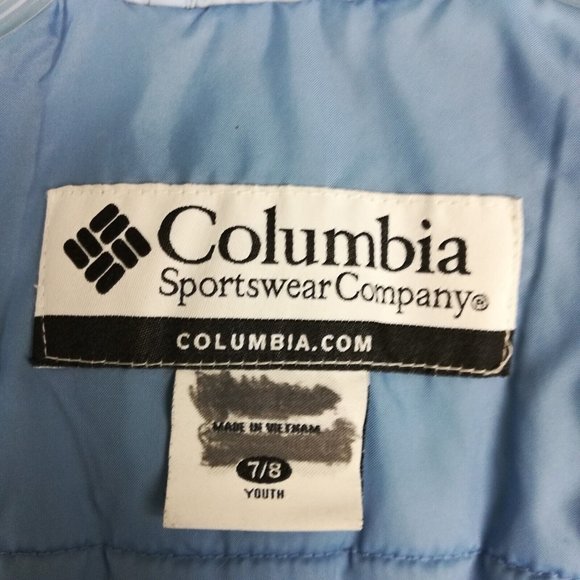 Columbia
Sportswear Company®
COLUMBIA.COM
MADE IN VIETNAM
7/8
YOUTH